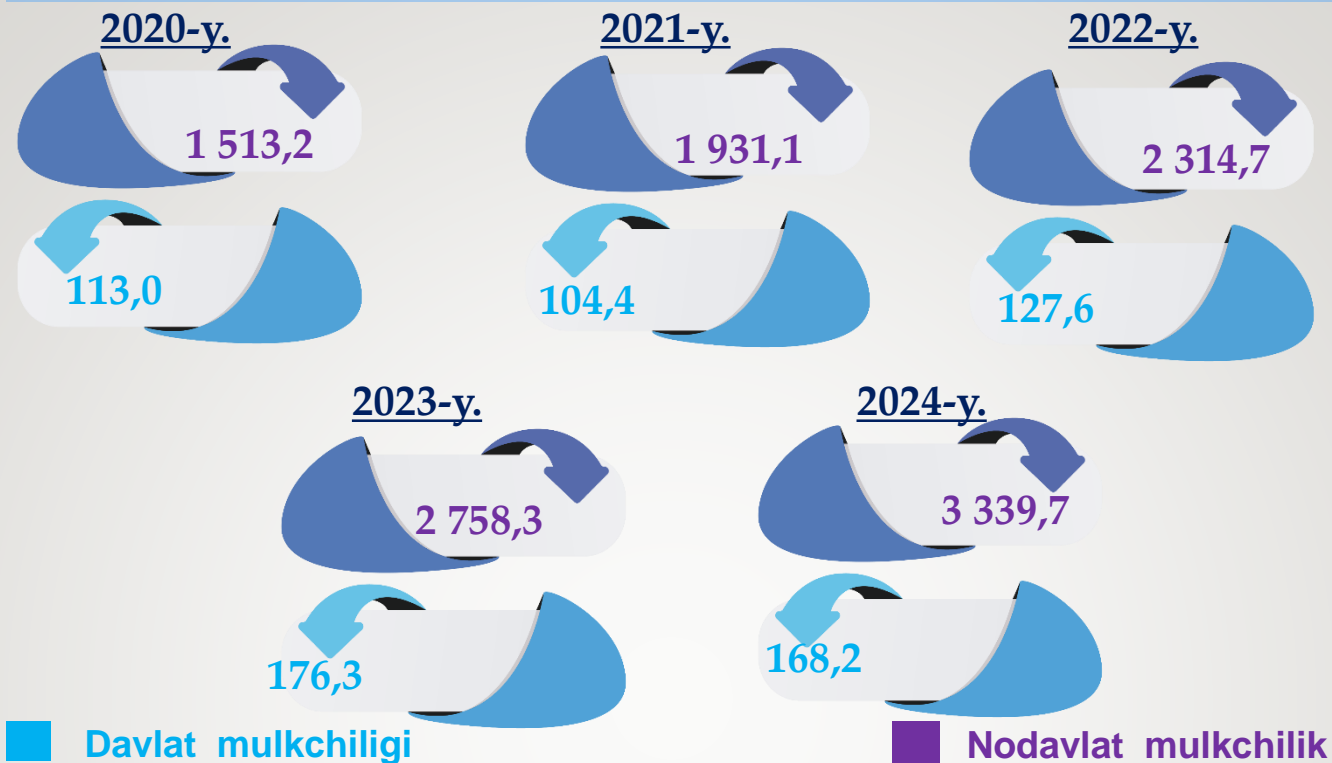 2020-y.
2021-y.
2022-y.
1 513,2
1 931,1
2 314,7
113,0
104,4
127,6
2023-y.
2024-y.
2 758,3
3 339,7
176,3
168,2
Davlat mulkchiligi
Nodavlat mulkchilik